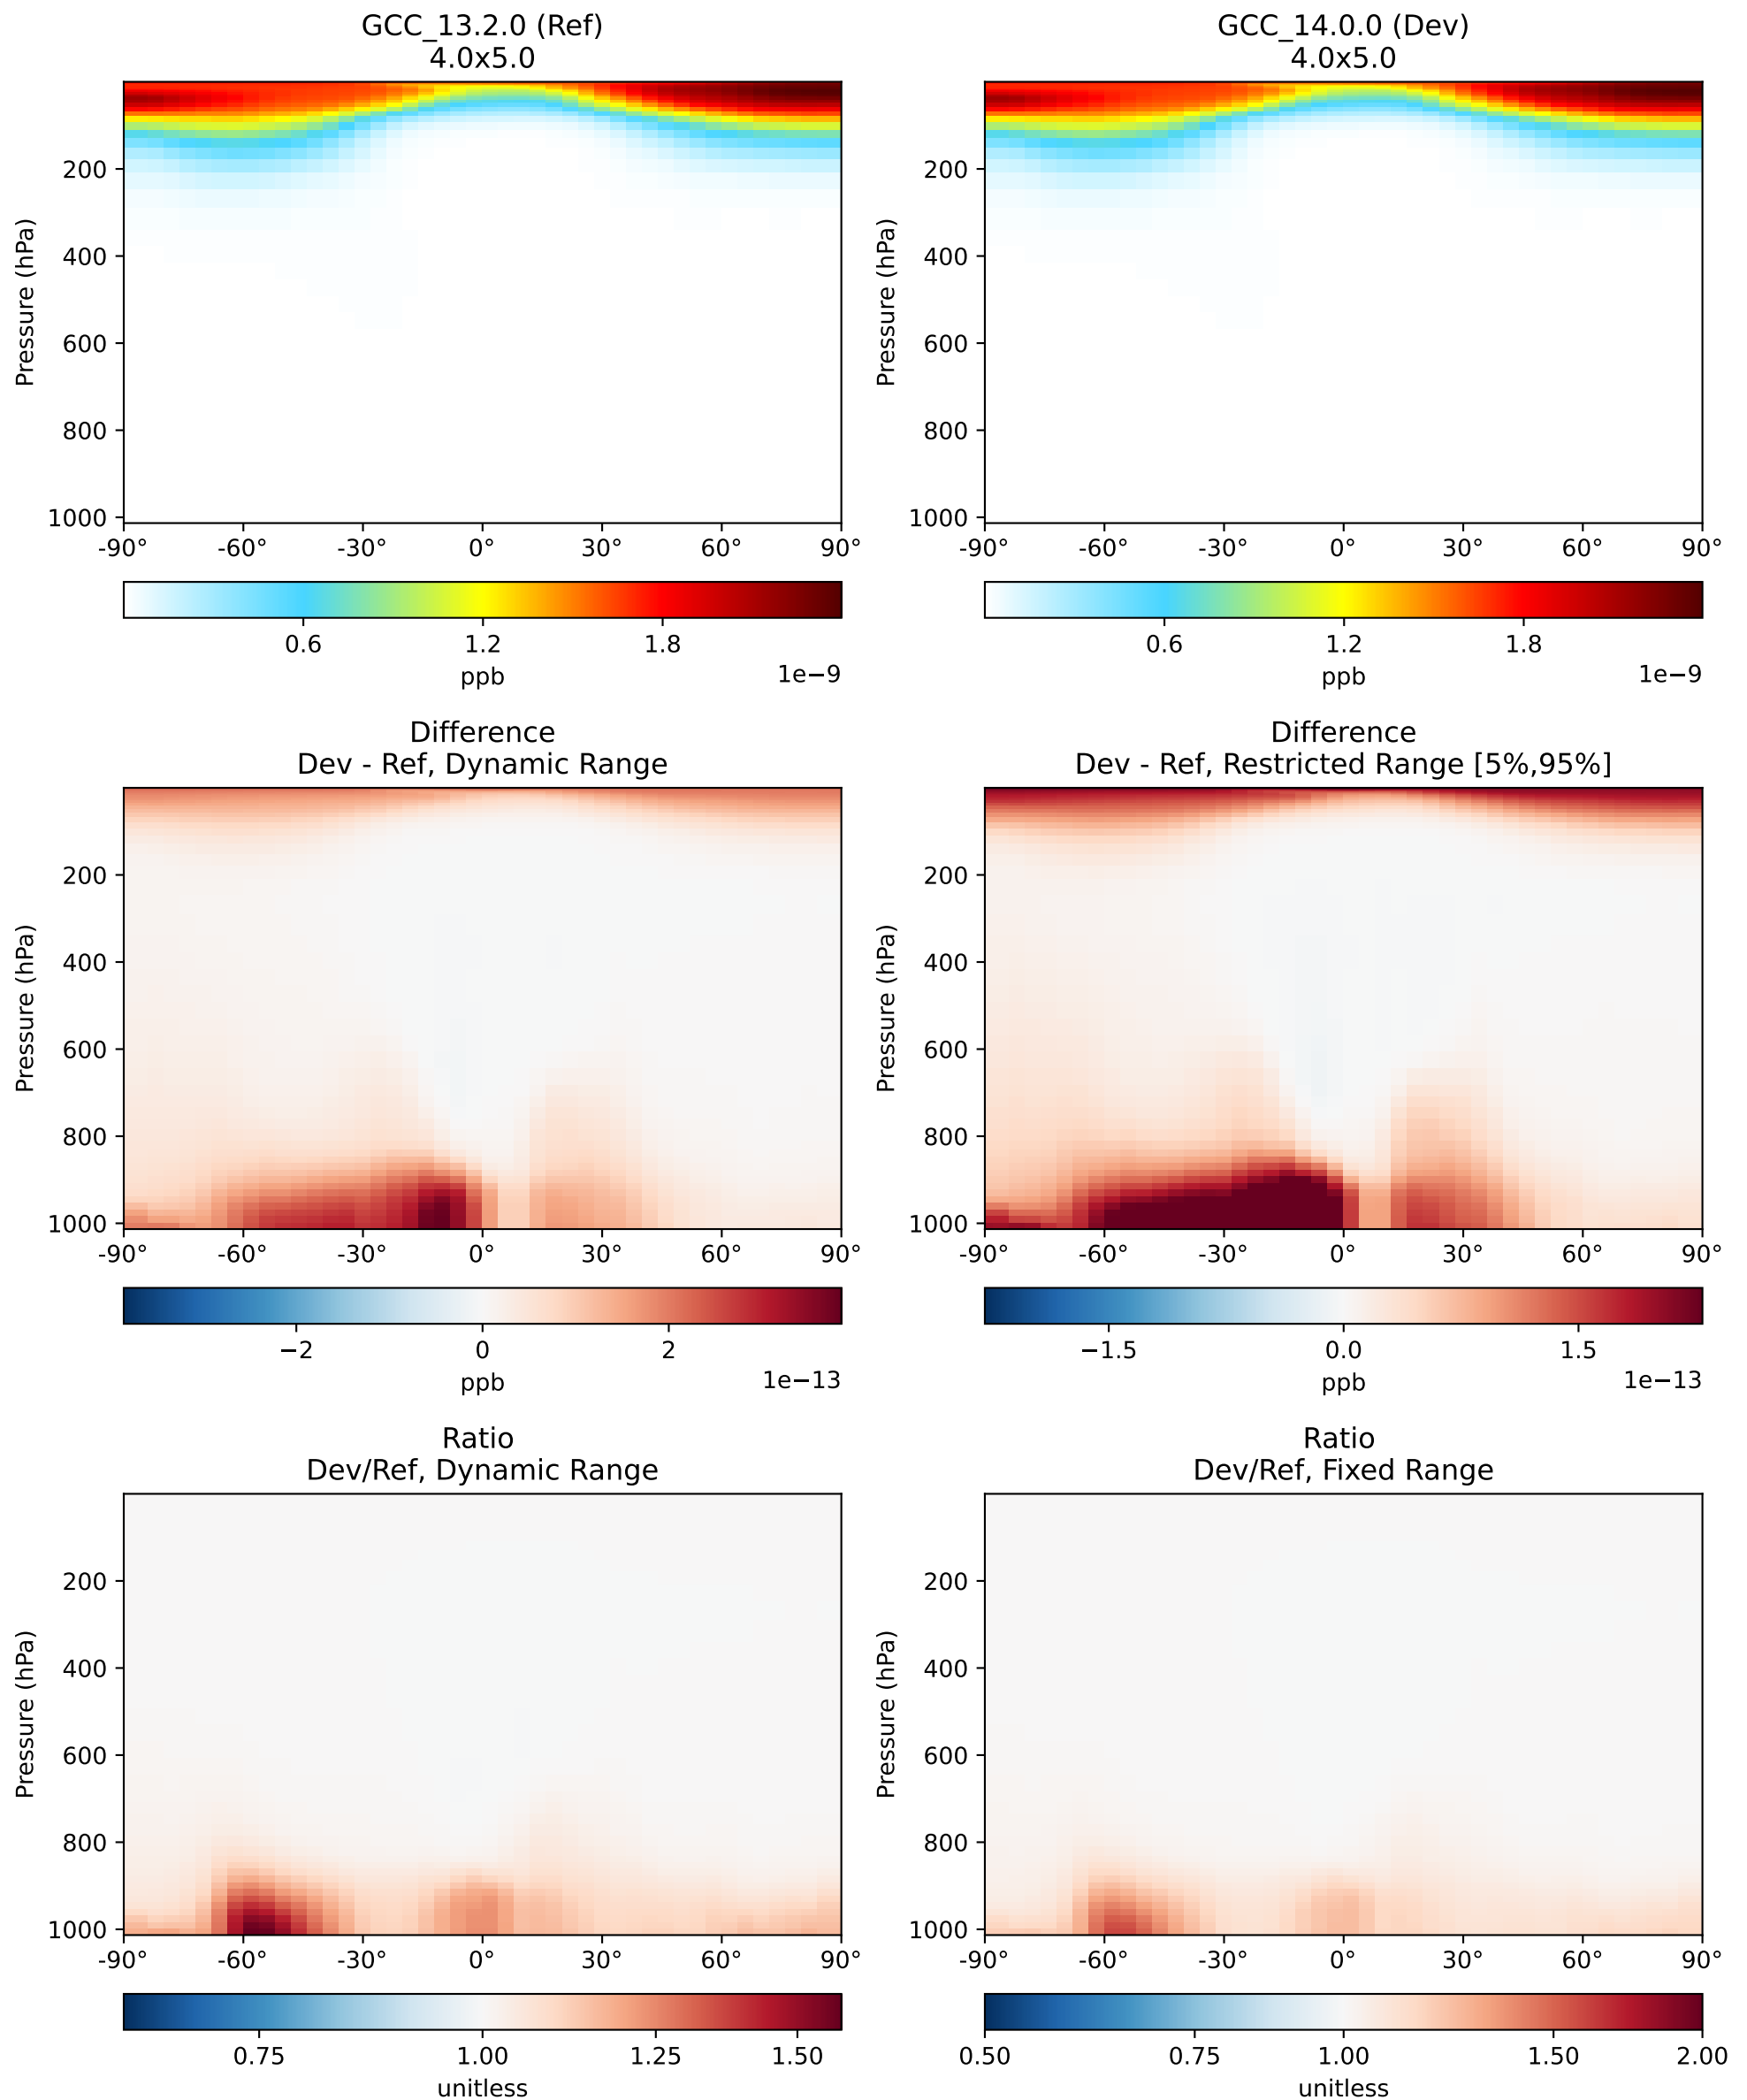 GCC_13.2.0 (Ref)
4.0x5.0
Pressure (hPa)
200
400
600
800
1000
-90° -60° -30° 0° 30° 60° 90°
0.6 1.2 1.8
ppb 1e−9
GCC_14.0.0 (Dev)
4.0x5.0
Pressure (hPa)
200
400
600
800
1000
-90° -60° -30° 0° 30° 60° 90°
0.6 1.2 1.8
ppb 1e−9
Difference
Dev - Ref, Dynamic Range
Pressure (hPa)
200
400
600
800
1000
-90° -60° -30° 0° 30° 60° 90°
−2 0 2
ppb 1e−13
Difference
Dev - Ref, Restricted Range [5%,95%]
Pressure (hPa)
200
400
600
800
1000
-90° -60° -30° 0° 30° 60° 90°
−1.5 0.0 1.5
ppb 1e−13
Ratio
Dev/Ref, Dynamic Range
Pressure (hPa)
200
400
600
800
1000
-90° -60° -30° 0° 30° 60° 90°
0.75 1.00 1.25 1.50
unitless
Ratio
Dev/Ref, Fixed Range
Pressure (hPa)
200
400
600
800
1000
-90° -60° -30° 0° 30° 60° 90°
0.50 0.75 1.00 1.50 2.00
unitless